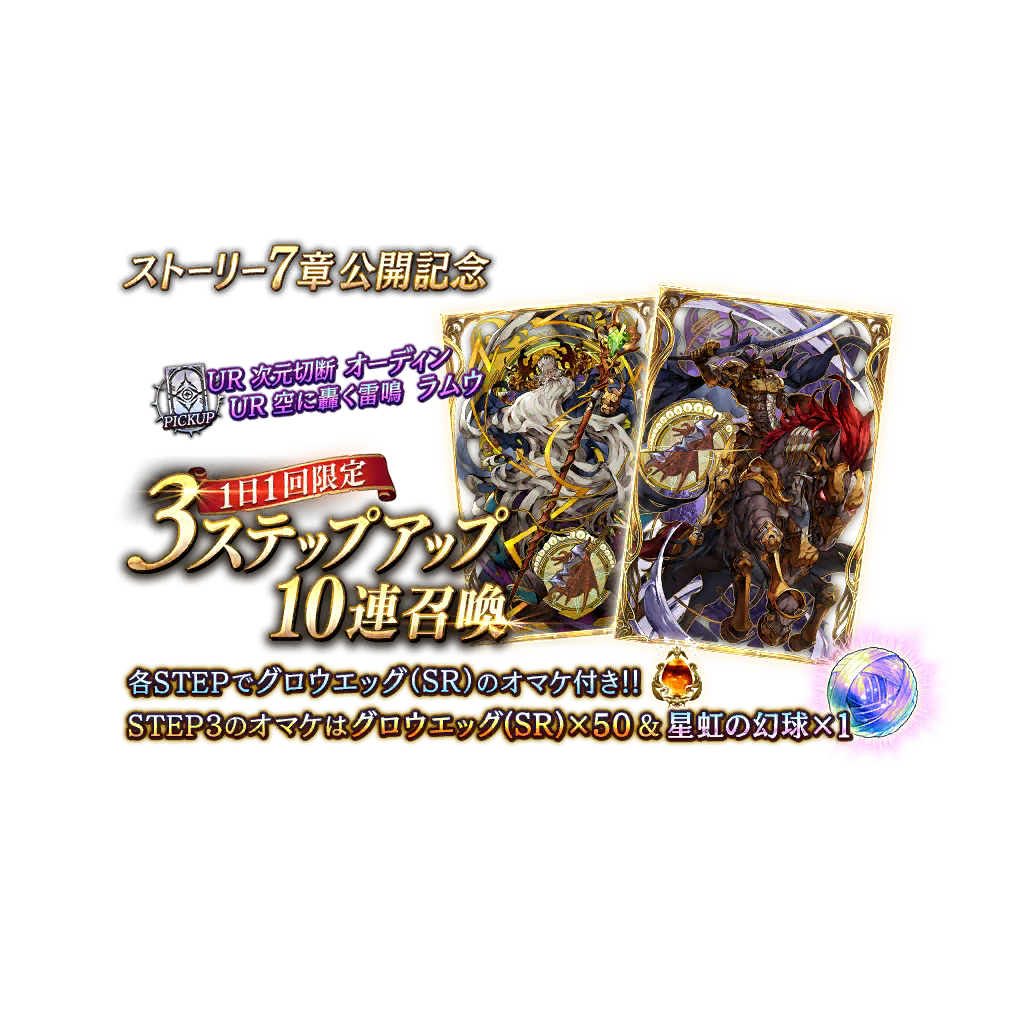 ストーリー7章 公開記念
UR 次元切断 オーディン
UR 空に轟く雷鳴 ラムウ
PICKUP
1日1回限定
3ステップアップ
10連召喚
各STEPでグロウエッグ(SR)のオマケ付き!!
STEP3のオマケはグロウエッグ(SR)×50 & 星虹の幻球×1